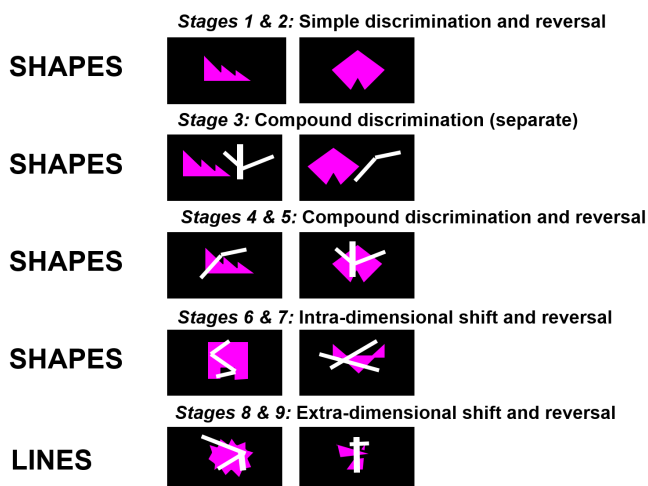 Stages 1 & 2: Simple discrimination and reversal
SHAPES
Stage 3: Compound discrimination (separate)
SHAPES
Stages 4 & 5: Compound discrimination and reversal
SHAPES
Stages 6 & 7: Intra-dimensional shift and reversal
SHAPES
Stages 8 & 9: Extra-dimensional shift and reversal
LINES